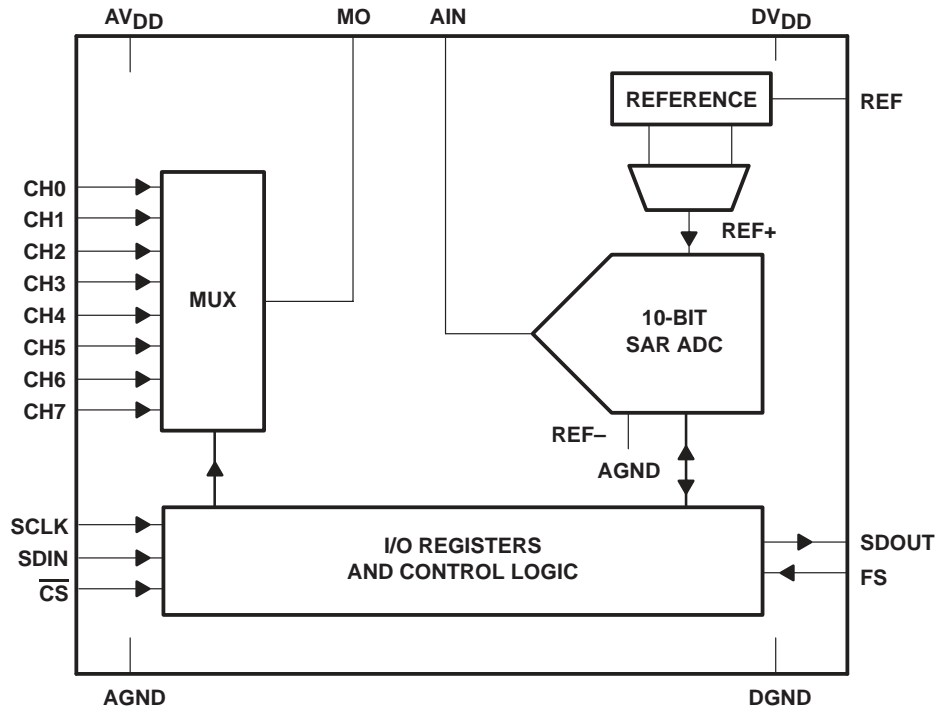 AVDD
MO
AIN
DVDD
REFERENCE
REF
CH0
CH1
CH2
CH3
CH4
CH5
CH6
CH7
MUX
REF+
10-BIT
SAR ADC
REF–
AGND
SCLK
SDIN
C̅S̅
I/O REGISTERS
AND CONTROL LOGIC
SDOUT
FS
AGND
DGND